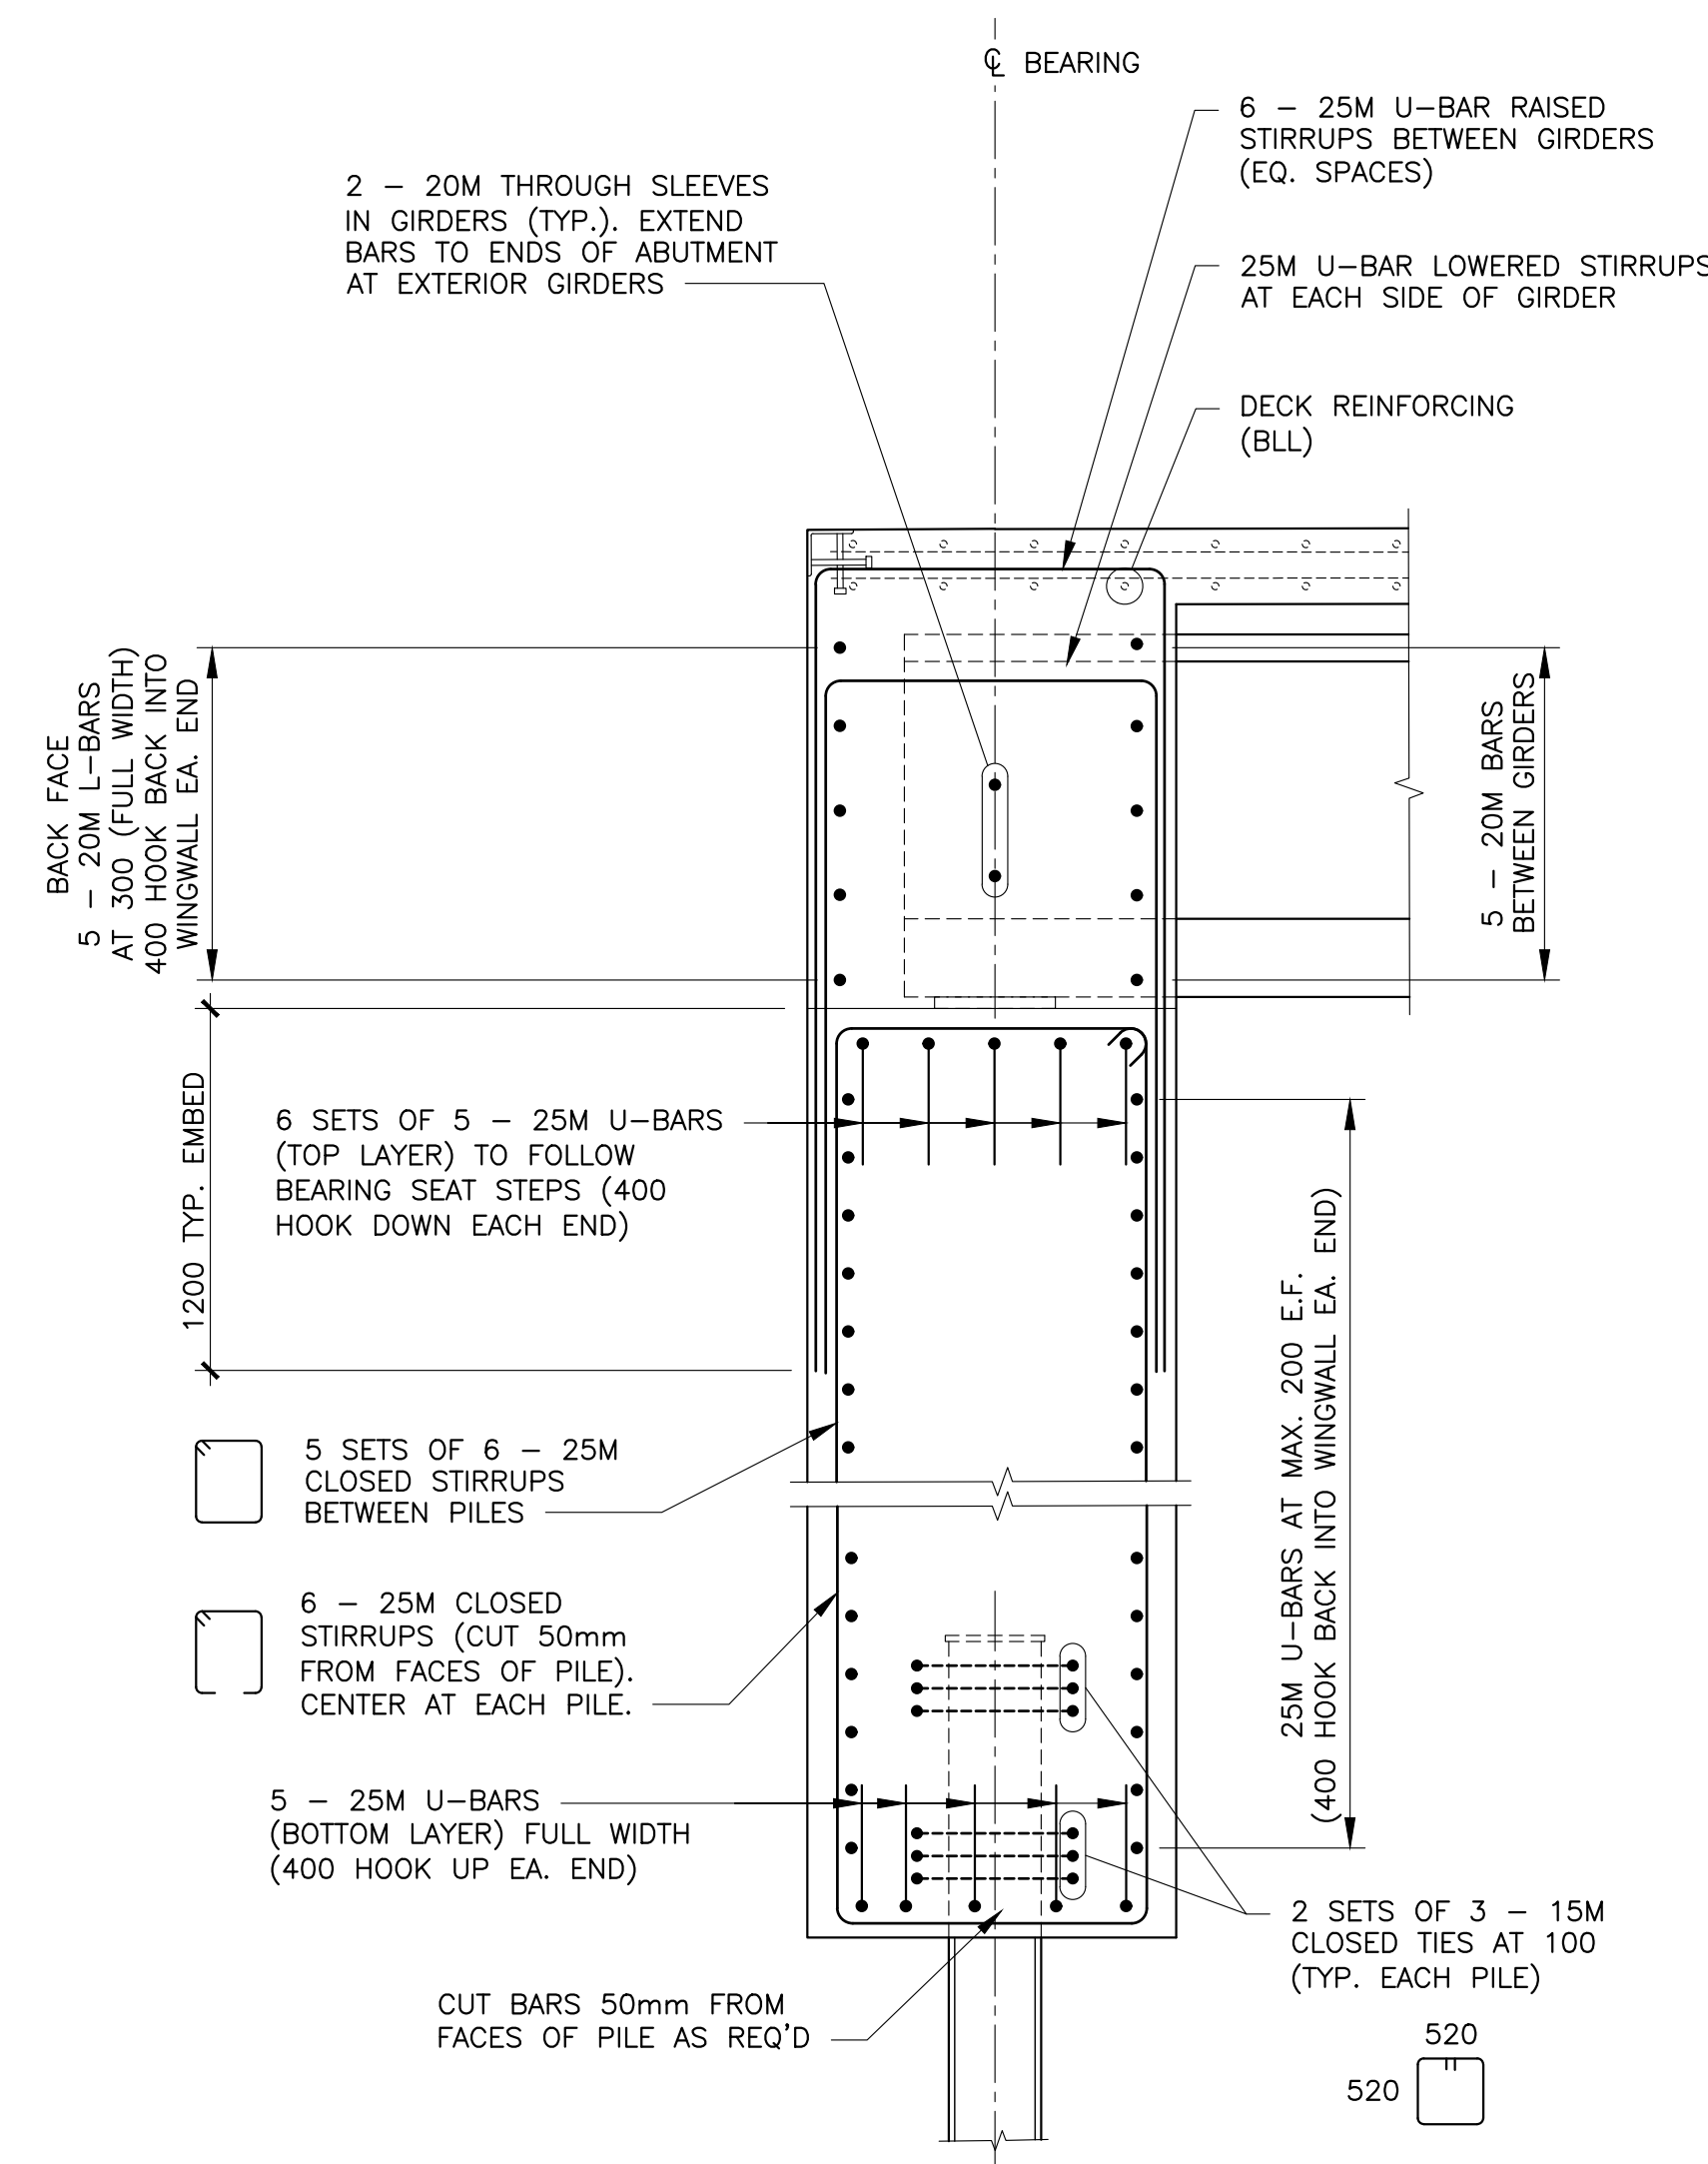 ℄ BEARING
6 – 25M U–BAR RAISED
STIRRUPS BETWEEN GIRDERS
(EQ. SPACES)
2 – 20M THROUGH SLEEVES
IN GIRDERS (TYP.). EXTEND
BARS TO ENDS OF ABUTMENT
AT EXTERIOR GIRDERS
25M U–BAR LOWERED STIRRUPS
AT EACH SIDE OF GIRDER
DECK REINFORCING
(BLL)
BACK FACE
5 – 20M L–BARS
AT 300 (FULL WIDTH)
400 HOOK BACK INTO
WINGWALL EA. END
5 – 20M BARS
BETWEEN GIRDERS
1200 TYP. EMBED
6 SETS OF 5 – 25M U–BARS
(TOP LAYER) TO FOLLOW
BEARING SEAT STEPS (400
HOOK DOWN EACH END)
25M U–BARS AT MAX. 200 E.F.
(400 HOOK BACK INTO WINGWALL EA. END)
5 SETS OF 6 – 25M
CLOSED STIRRUPS
BETWEEN PILES
6 – 25M CLOSED
STIRRUPS (CUT 50mm
FROM FACES OF PILE).
CENTER AT EACH PILE.
5 – 25M U–BARS
(BOTTOM LAYER) FULL WIDTH
(400 HOOK UP EA. END)
2 SETS OF 3 – 15M
CLOSED TIES AT 100
(TYP. EACH PILE)
CUT BARS 50mm FROM
FACES OF PILE AS REQ'D
520
520